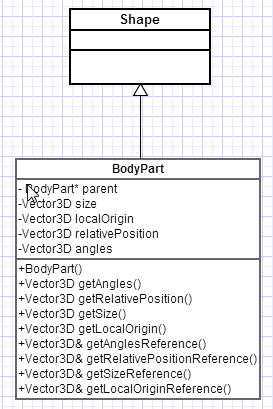 Shape
BodyPart
- BodyPart* parent
-Vector3D size
-Vector3D localOrigin
-Vector3D relativePosition
-Vector3D angles
+BodyPart()
+Vector3D getAngles()
+Vector3D getRelativePosition()
+Vector3D getSize()
+Vector3D getLocalOrigin()
+Vector3D& getAnglesReference()
+Vector3D& getRelativePositionReference()
+Vector3D& getSizeReference()
+Vector3D& getLocalOriginReference()